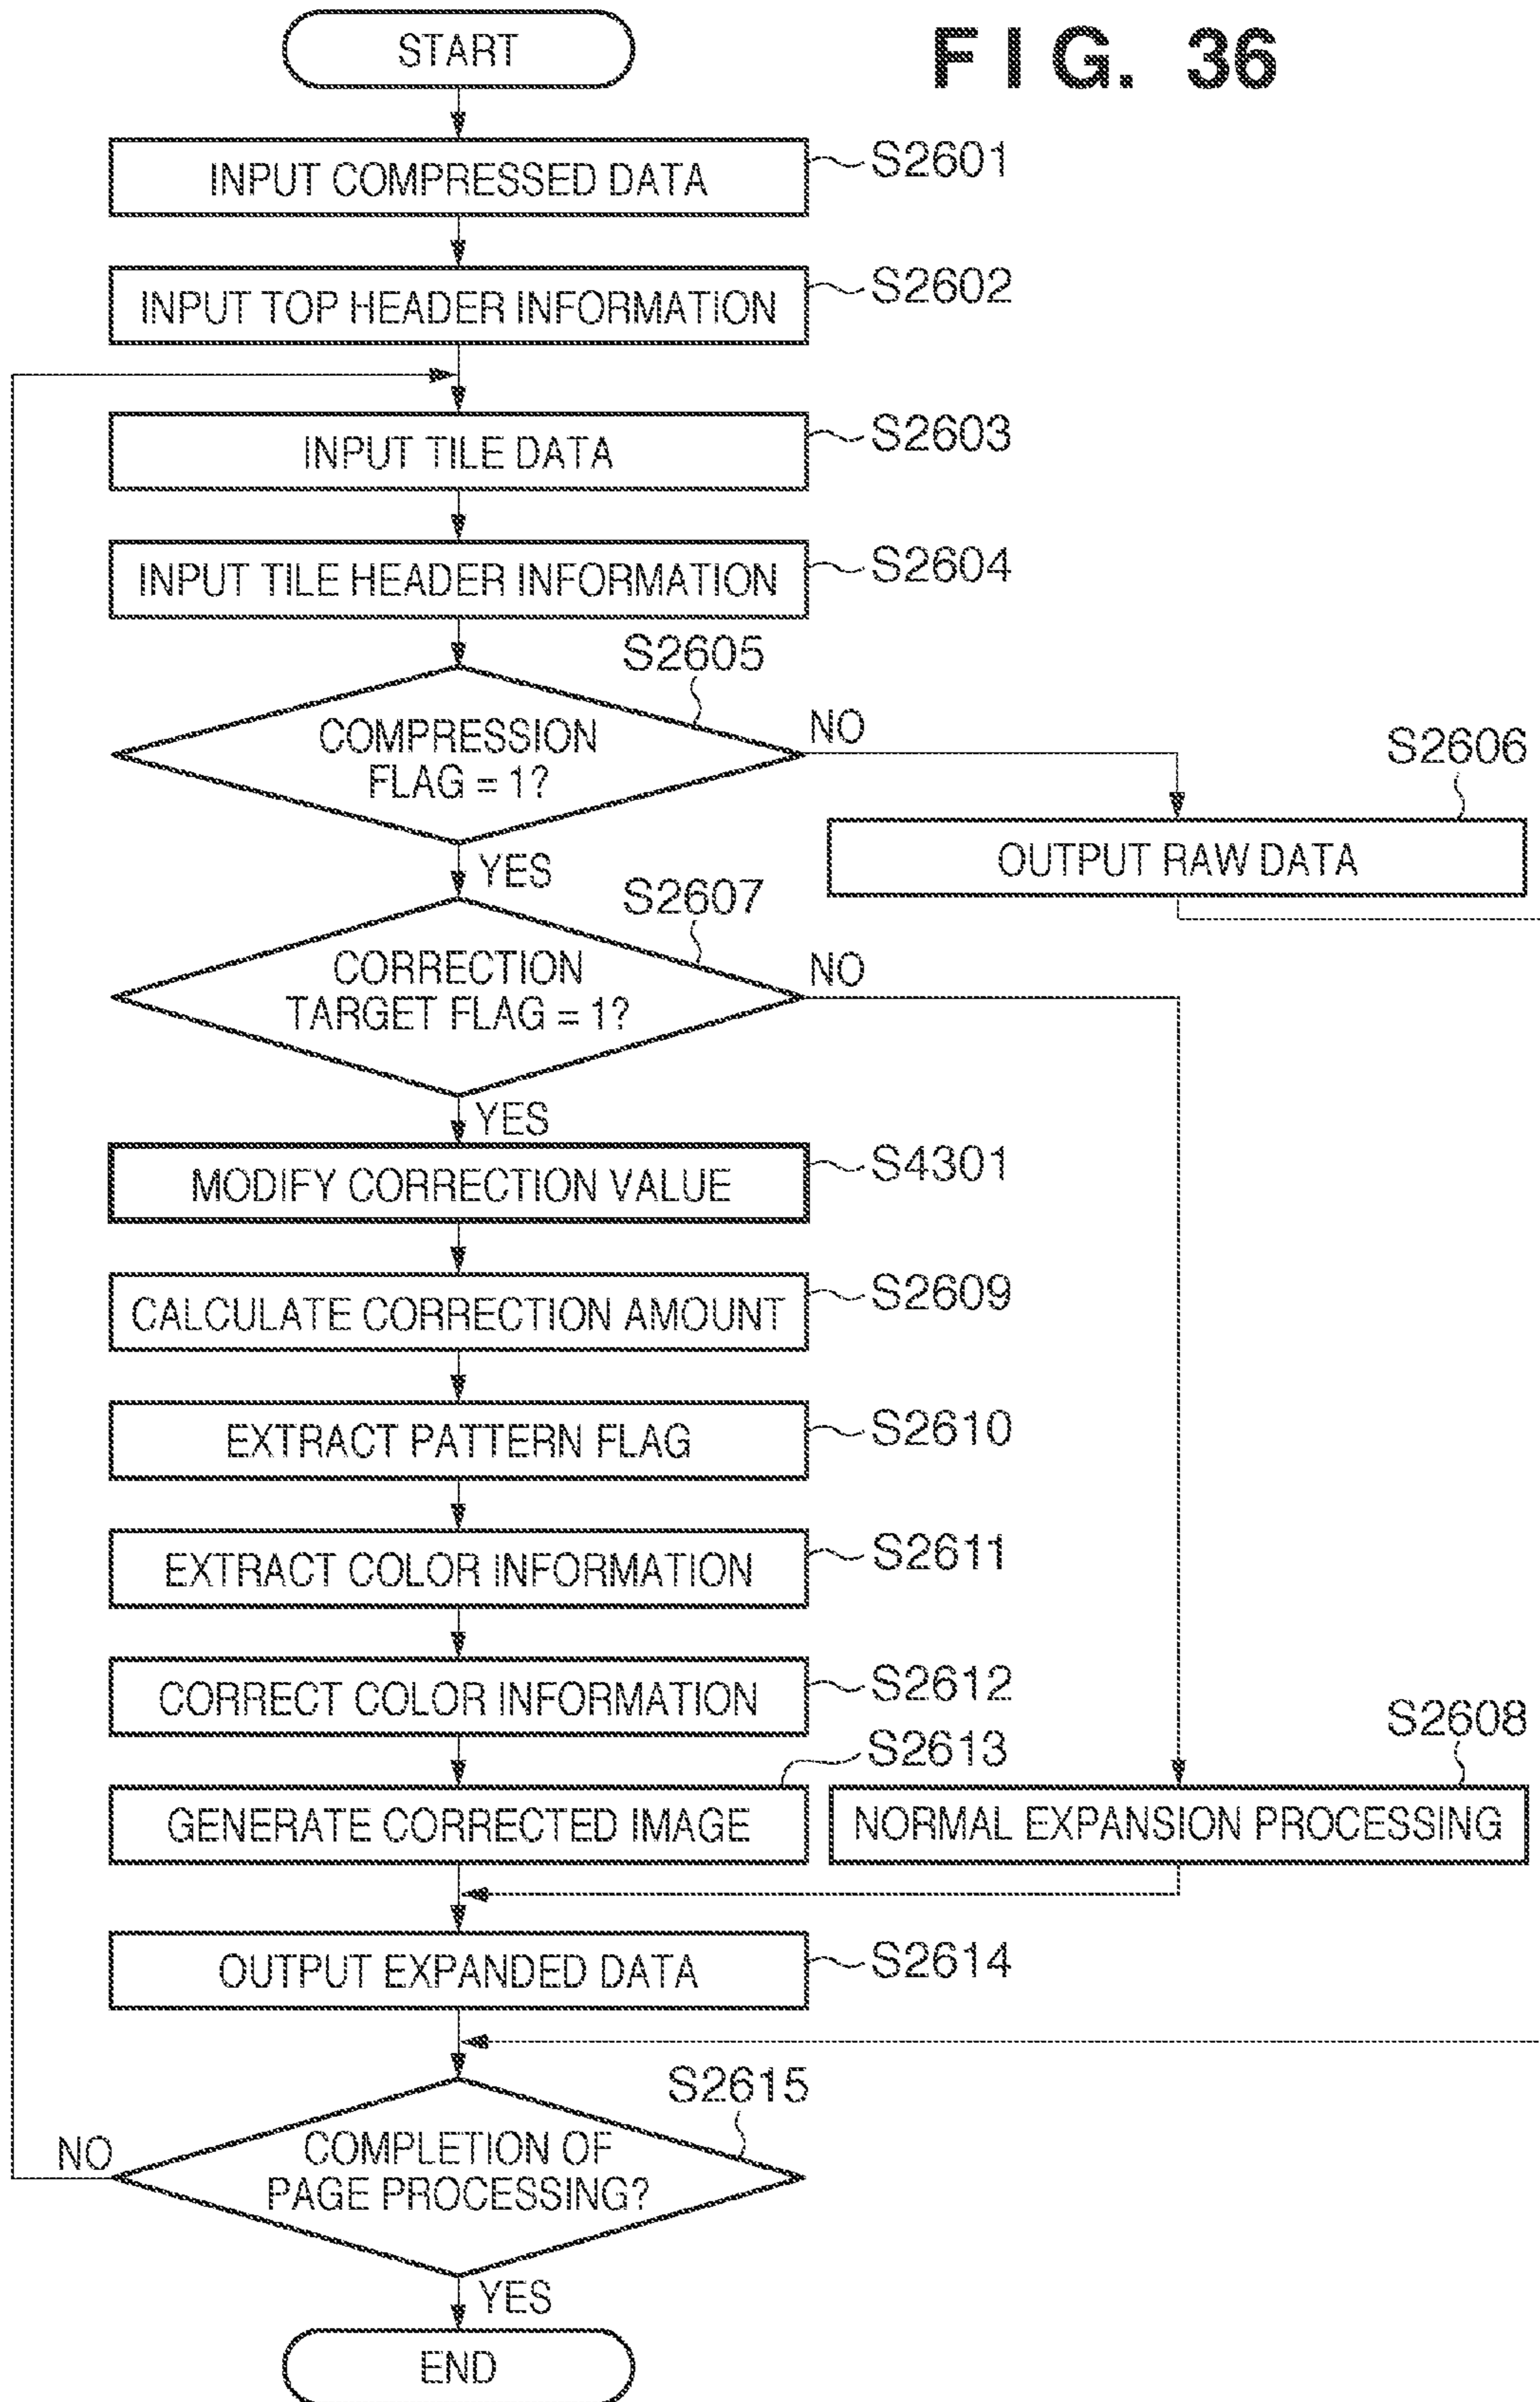 FIG. 36
START
INPUT COMPRESSED DATA
S2601
INPUT TOP HEADER INFORMATION
S2602
INPUT TILE DATA
S2603
INPUT TILE HEADER INFORMATION
S2604
S2605
COMPRESSION
FLAG = 1?
NO
YES
S2606
OUTPUT RAW DATA
S2607
CORRECTION
TARGET FLAG = 1?
NO
YES
MODIFY CORRECTION VALUE
S4301
CALCULATE CORRECTION AMOUNT
S2609
EXTRACT PATTERN FLAG
S2610
EXTRACT COLOR INFORMATION
S2611
CORRECT COLOR INFORMATION
S2612
S2613
GENERATE CORRECTED IMAGE
S2608
NORMAL EXPANSION PROCESSING
OUTPUT EXPANDED DATA
S2614
S2615
COMPLETION OF
PAGE PROCESSING?
NO
YES
END